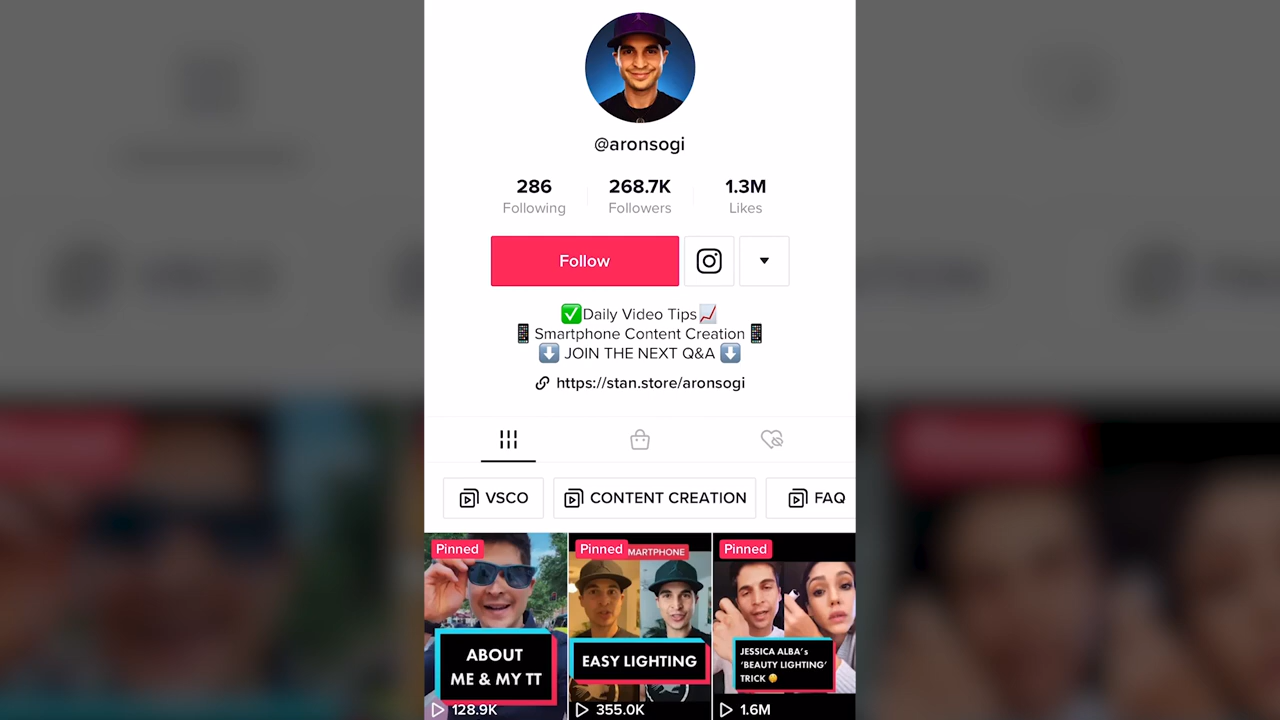 @aronsogi
286 268.7K 1.3M
Following Followers Likes
Follow
✅Daily Video Tips📈
📱Smartphone Content Creation📱
⬇️ JOIN THE NEXT Q&A ⬇️
https://stan.store/aronsogi
VSCO CONTENT CREATION FAQ
Pinned
ABOUT
ME & MY TT
128.9K
Pinned MARTPHONE
EASY LIGHTING
355.0K
Pinned
JESSICA ALBA's
'BEAUTY LIGHTING'
TRICK
1.6M